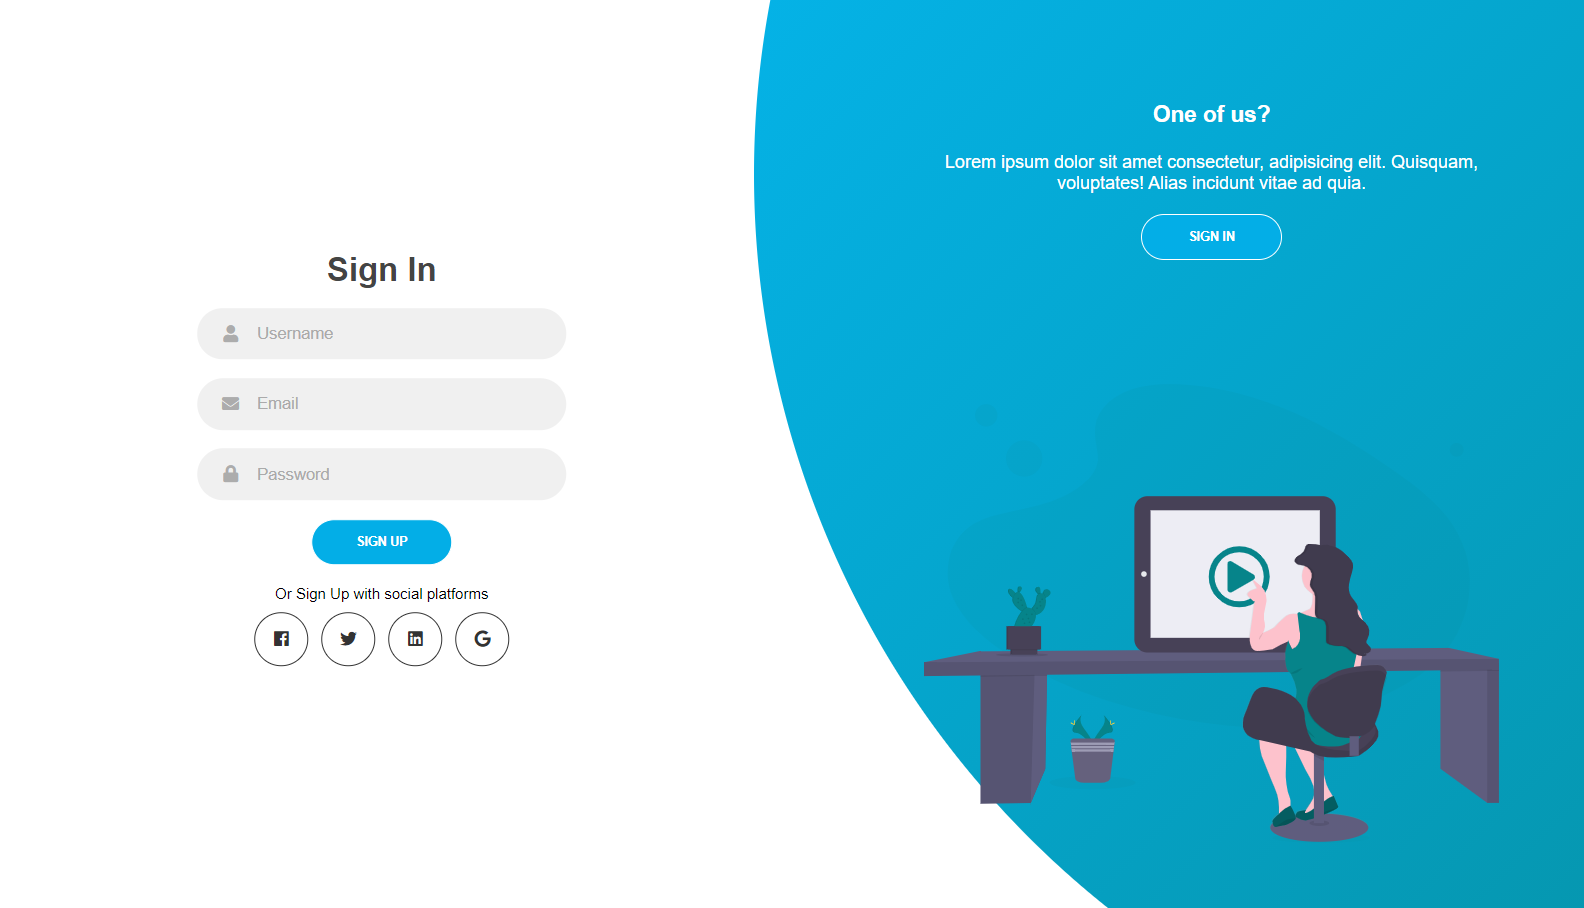 Sign In
Username
Email
Password
SIGN UP
Or Sign Up with social platforms
One of us?
Lorem ipsum dolor sit amet consectetur, adipisicing elit. Quisquam,
voluptates! Alias incidunt vitae ad quia.
SIGN IN